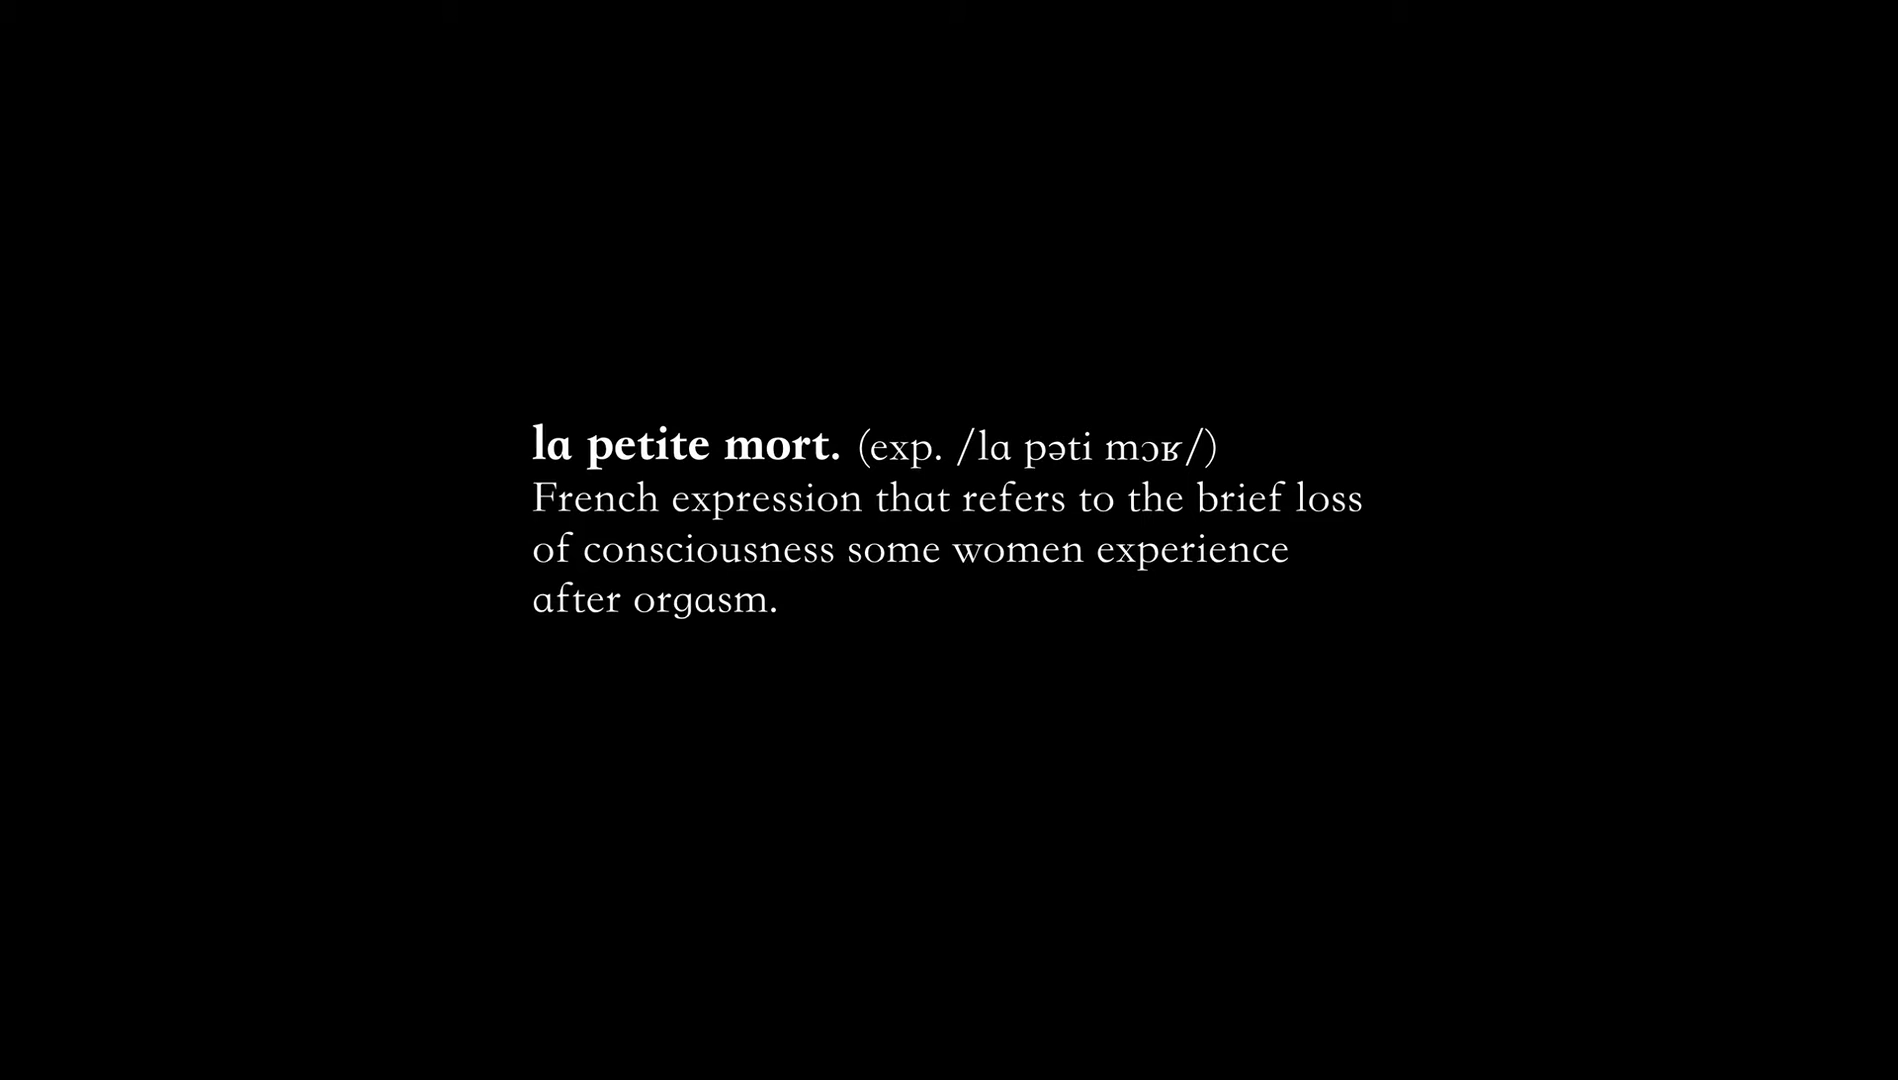 la petite mort. (exp. /la pəti mɔʁ/)
French expression that refers to the brief loss
of consciousness some women experience
after orgasm.